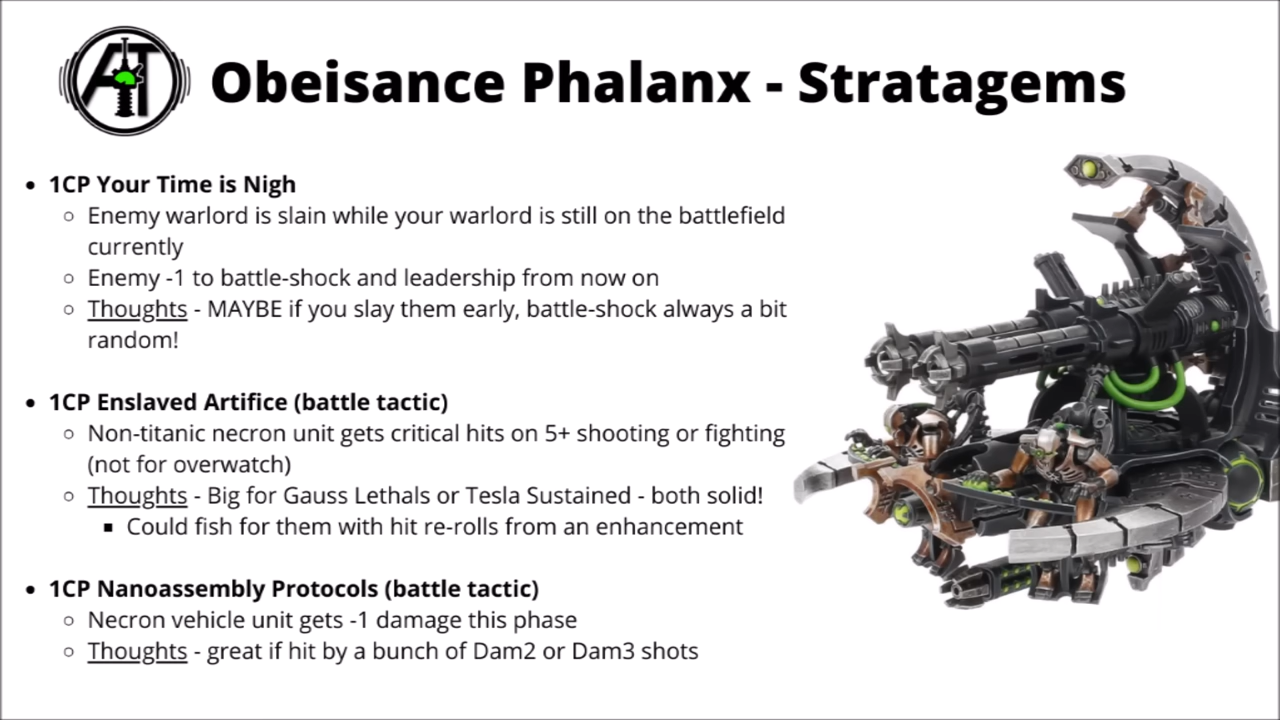 AT
Obeisance Phalanx - Stratagems
• 1CP Your Time is Nigh
○ Enemy warlord is slain while your warlord is still on the battlefield
currently
○ Enemy -1 to battle-shock and leadership from now on
○ Thoughts - MAYBE if you slay them early, battle-shock always a bit
random!
• 1CP Enslaved Artifice (battle tactic)
○ Non-titanic necron unit gets critical hits on 5+ shooting or fighting
(not for overwatch)
○ Thoughts - Big for Gauss Lethals or Tesla Sustained - both solid!
▪ Could fish for them with hit re-rolls from an enhancement
• 1CP Nanoassembly Protocols (battle tactic)
○ Necron vehicle unit gets -1 damage this phase
○ Thoughts - great if hit by a bunch of Dam2 or Dam3 shots